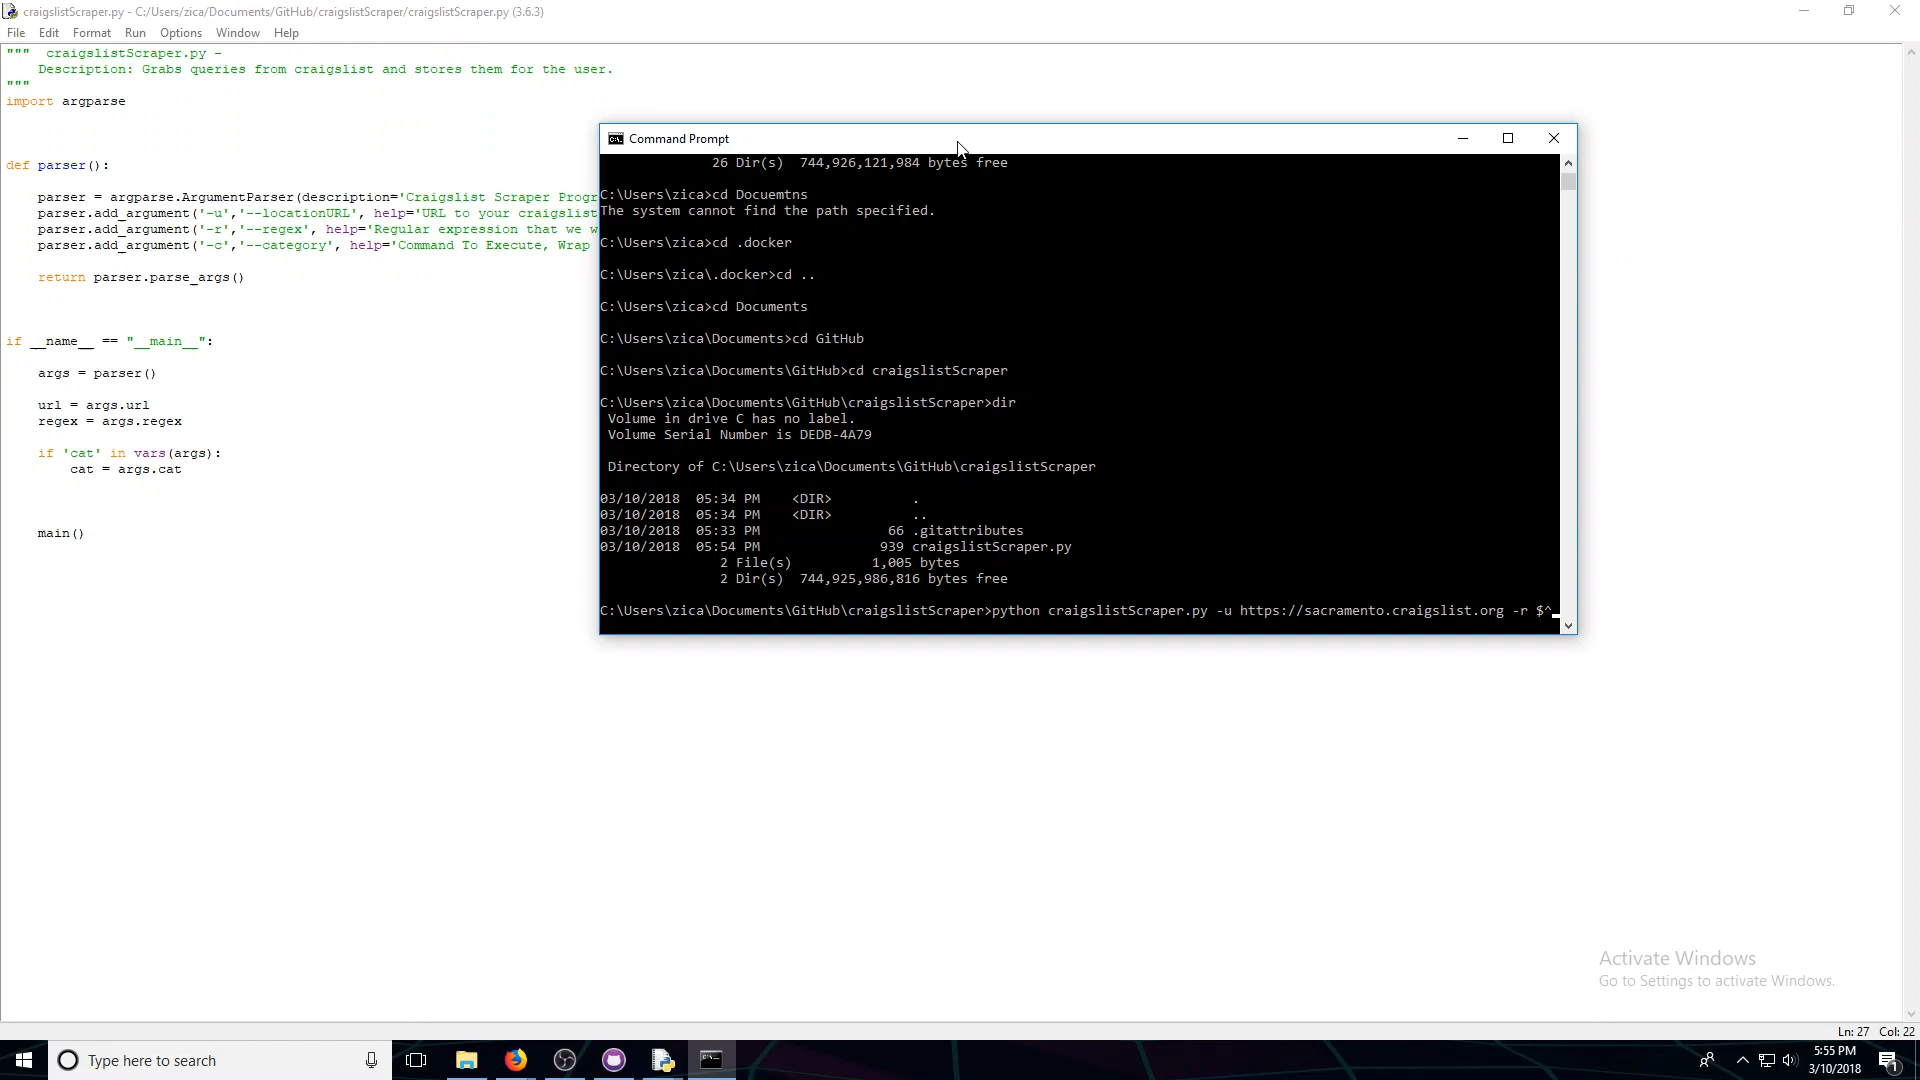 craigslistScraper.py - C:/Users/zica/Documents/GitHub/craigslistScraper/craigslistScraper.py (3.6.3)
File Edit Format Run Options Window Help
""" craigslistScraper.py -
Description: Grabs queries from craigslist and stores them for the user.
"""
import argparse
def parser():
parser = argparse.ArgumentParser(description='Craigslist Scraper Progr
parser.add_argument('-u','--locationURL', help='URL to your craigslist
parser.add_argument('-r','--regex', help='Regular expression that we w
parser.add_argument('-c','--category', help='Command To Execute, Wrap
return parser.parse_args()
if __name__ == "__main__":
args = parser()
url = args.url
regex = args.regex
if 'cat' in vars(args):
cat = args.cat
main()
Command Prompt
26 Dir(s) 744,926,121,984 bytes free
C:\Users\zica>cd Docuemtns
The system cannot find the path specified.
C:\Users\zica>cd .docker
C:\Users\zica\.docker>cd ..
C:\Users\zica>cd Documents
C:\Users\zica\Documents>cd GitHub
C:\Users\zica\Documents\GitHub>cd craigslistScraper
C:\Users\zica\Documents\GitHub\craigslistScraper>dir
Volume in drive C has no label.
Volume Serial Number is DEDB-4A79
Directory of C:\Users\zica\Documents\GitHub\craigslistScraper
03/10/2018 05:34 PM <DIR> .
03/10/2018 05:34 PM <DIR> ..
03/10/2018 05:33 PM 66 .gitattributes
03/10/2018 05:54 PM 939 craigslistScraper.py
2 File(s) 1,005 bytes
2 Dir(s) 744,925,986,816 bytes free
C:\Users\zica\Documents\GitHub\craigslistScraper>python craigslistScraper.py -u https://sacramento.craigslist.org -r $^
Activate Windows
Go to Settings to activate Windows.
Ln: 27 Col: 22
Type here to search
5:55 PM
3/10/2018
1